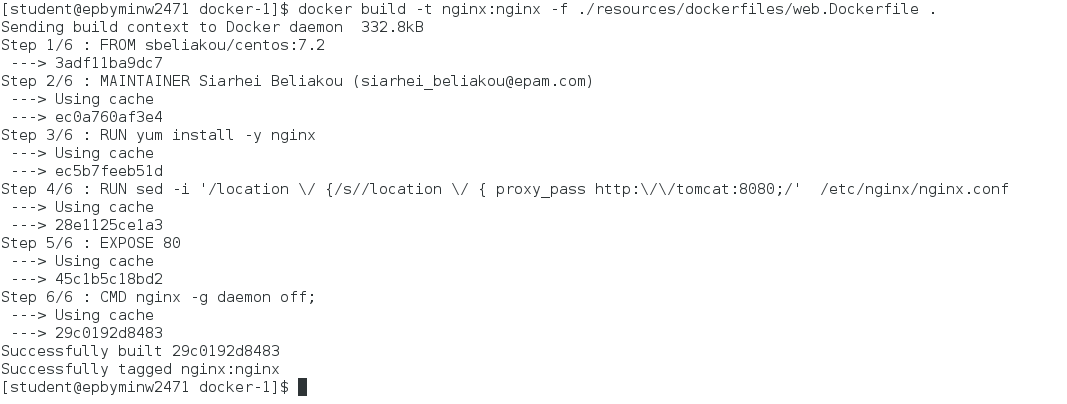 [student@epbyminw2471 docker-1]$ docker build -t nginx:nginx -f ./resources/dockerfiles/web.Dockerfile .
Sending build context to Docker daemon  332.8kB
Step 1/6 : FROM sbeliakou/centos:7.2
 ---> 3adf11ba9dc7
Step 2/6 : MAINTAINER Siarhei Beliakou (siarhei_beliakou@epam.com)
 ---> Using cache
 ---> ec0a760af3e4
Step 3/6 : RUN yum install -y nginx
 ---> Using cache
 ---> ec5b7feeb51d
Step 4/6 : RUN sed -i '/location \/ {/s//location \/ { proxy_pass http:\/\/tomcat:8080;/'  /etc/nginx/nginx.conf
 ---> Using cache
 ---> 28e1125ce1a3
Step 5/6 : EXPOSE 80
 ---> Using cache
 ---> 45c1b5c18bd2
Step 6/6 : CMD nginx -g daemon off;
 ---> Using cache
 ---> 29c0192d8483
Successfully built 29c0192d8483
Successfully tagged nginx:nginx
[student@epbyminw2471 docker-1]$